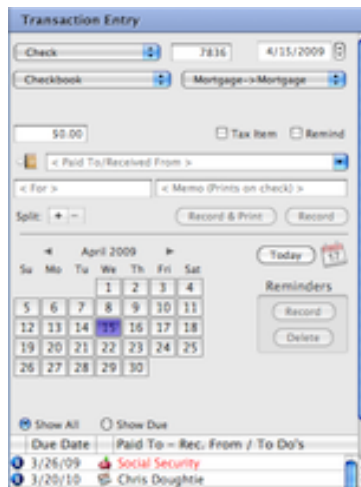 Transaction Entry
Check 7836 4/15/2009
Checkbook Mortgage->Mortgage
$0.00 Tax Item Remind
< Paid To/Received From >
< For > < Memo (Prints on check) >
Split: + - Record & Print Record
April 2009 Today 17
Su Mo Tu We Th Fri Sat Reminders
1 2 3 4
5 6 7 8 9 10 11 Record
12 13 14 15 16 17 18
19 20 21 22 23 24 25 Delete
26 27 28 29 30
Show All Show Due
Due Date Paid To - Rec. From / To Do's
3/26/09 Social Security
3/20/10 Chris Doughtie